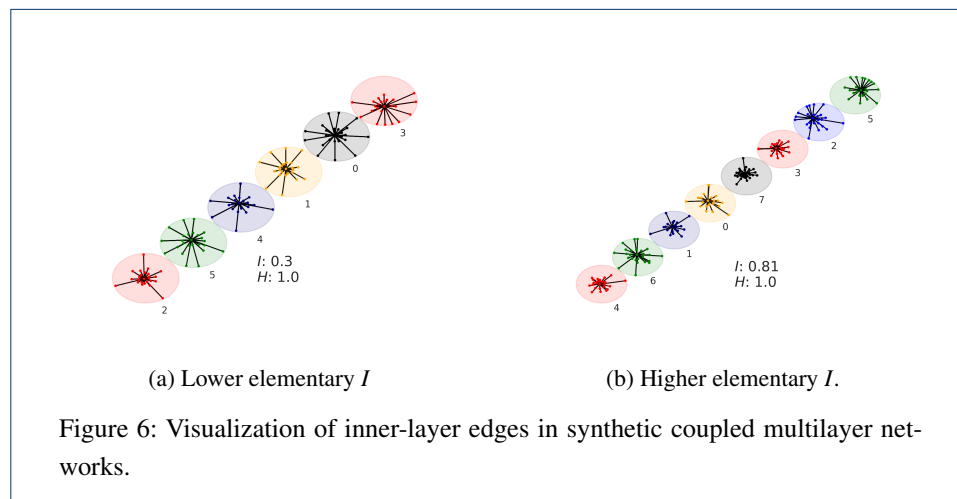 3
0
1
4
5
2
I: 0.3
H: 1.0
5
2
3
7
0
1
6
4
I: 0.81
H: 1.0
(a) Lower elementary I
(b) Higher elementary I.
Figure 6: Visualization of inner-layer edges in synthetic coupled multilayer net-
works.